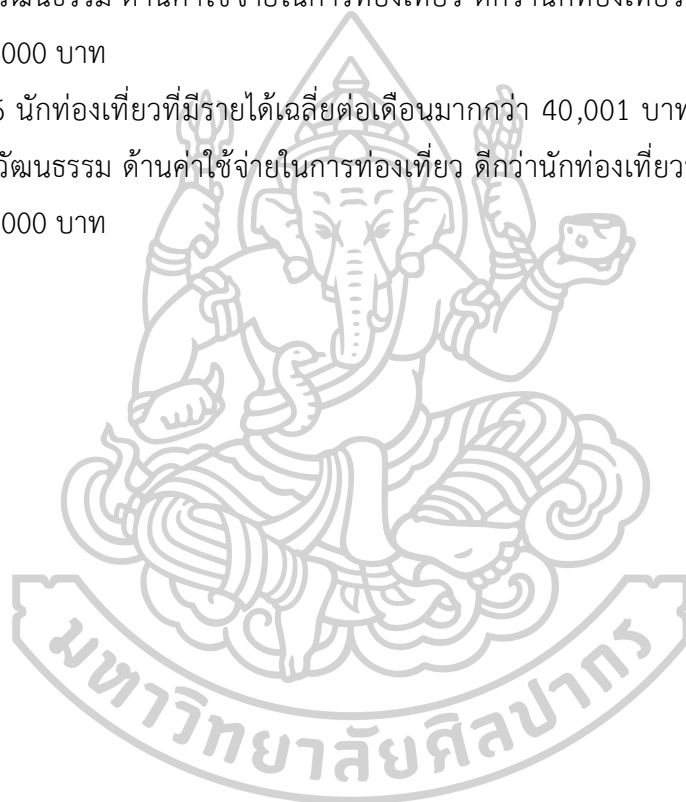 วัฒนธรรม ด้านค่าใช้จ่ายในการท่องเที่ยว ดีกว่านักท่องเที่ยว
000 บาท
นักท่องเที่ยวที่มีรายได้เฉลี่ยต่อเดือนมากกว่า 40,001 บาท
วัฒนธรรม ด้านค่าใช้จ่ายในการท่องเที่ยว ดีกว่านักท่องเที่ยว
000 บาท
มหาวิทยาลัยศิลปากร